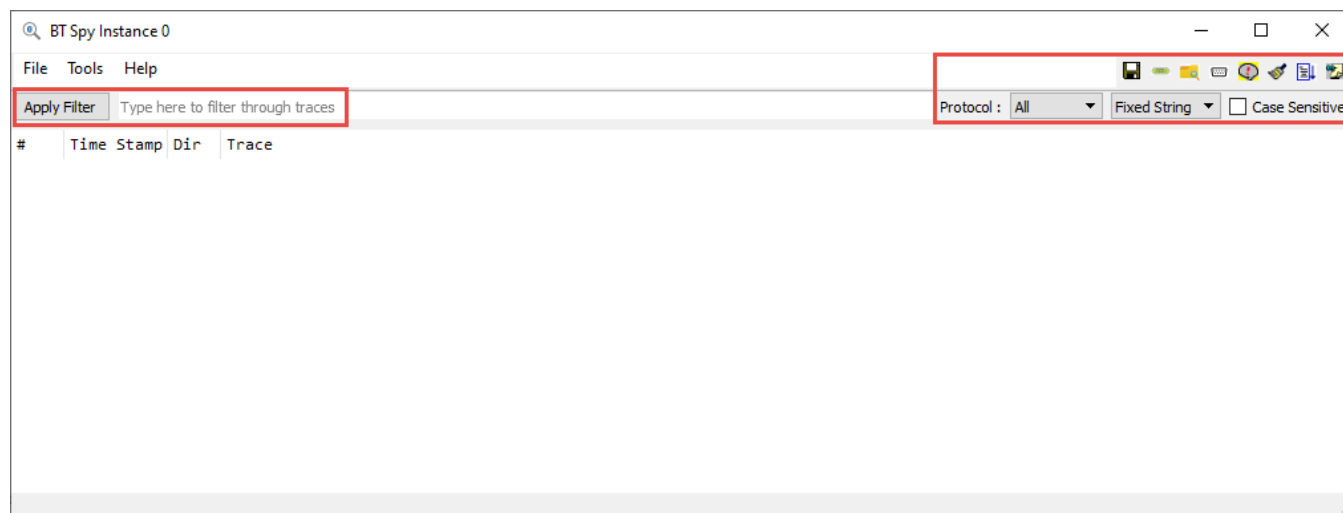 BT Spy Instance 0
File Tools Help
Apply Filter Type here to filter through traces Protocol : All Fixed String Case Sensitive
# Time Stamp Dir Trace